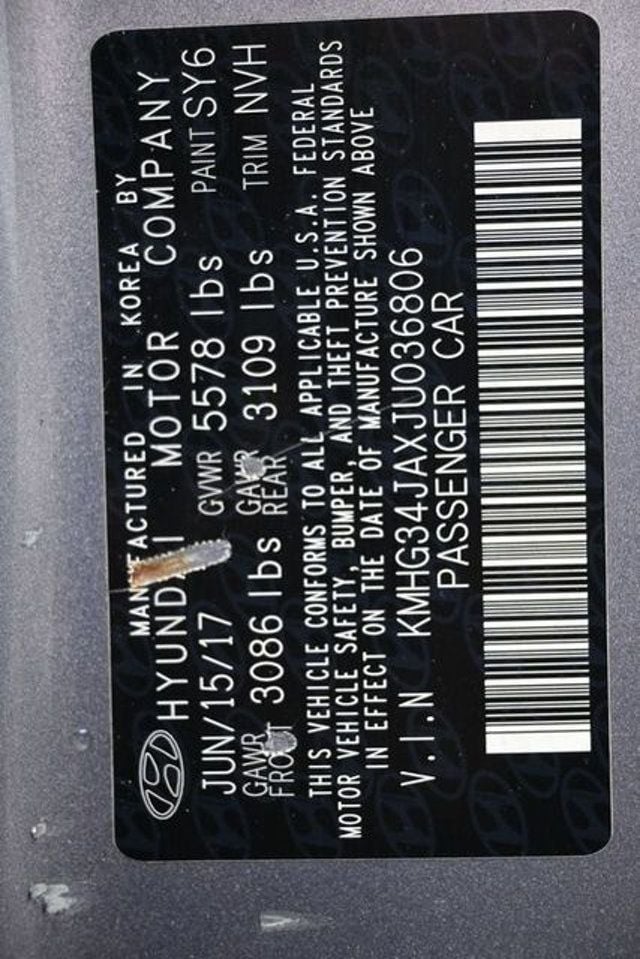 MANUFACTURED IN KOREA BY
HYUNDAI MOTOR COMPANY
JUN/15/17 GVWR 5578 lbs PAINT SY6
GAWR FRONT 3086 lbs GAWR REAR 3109 lbs TRIM NVH
THIS VEHICLE CONFORMS TO ALL APPLICABLE U.S.A. FEDERAL
MOTOR VEHICLE SAFETY, BUMPER, AND THEFT PREVENTION STANDARDS
IN EFFECT ON THE DATE OF MANUFACTURE SHOWN ABOVE
V.I.N KMHG34JAXJU036806
PASSENGER CAR